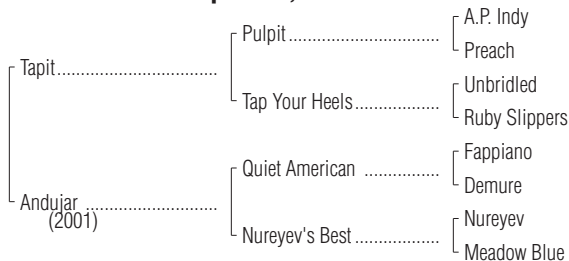 A.P. Indy
Pulpit
Preach
Tapit
Unbridled
Tap Your Heels
Ruby Slippers
Fappiano
Quiet American
Demure
Andujar
(2001)
Nureyev
Nureyev's Best
Meadow Blue